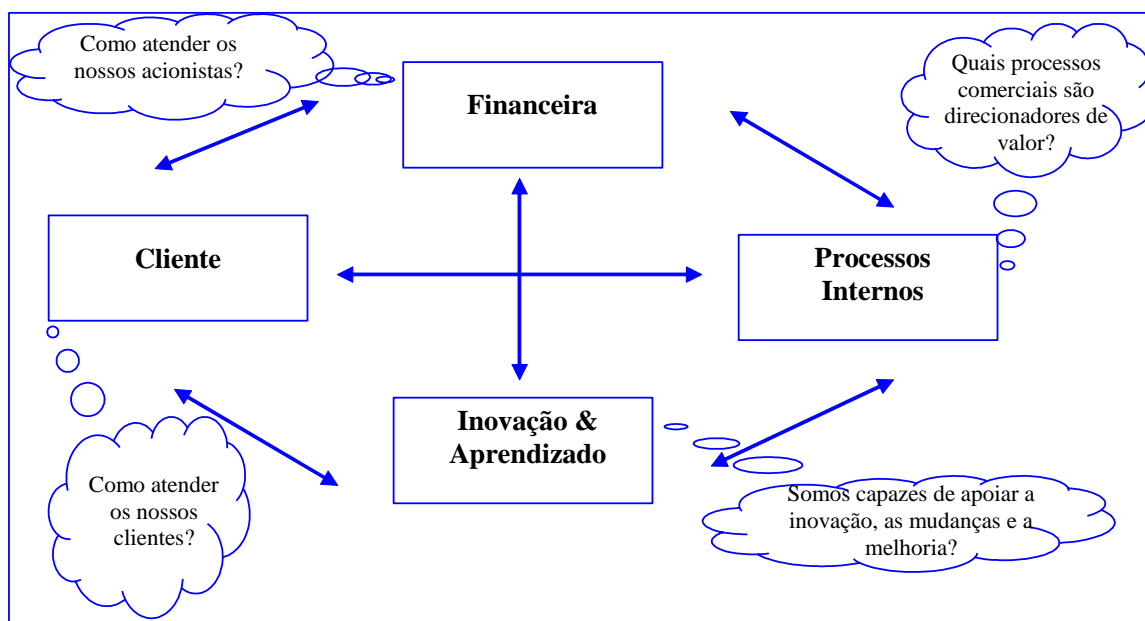 Como atender os
nossos acionistas?
Financeira
Quais processos
comerciais são
direcionadores de
valor?
Cliente
Processos
Internos
Inovação &
Aprendizado
Como atender
os nossos
clientes?
Somos capazes de apoiar a
inovação, as mudanças e a
melhoria?